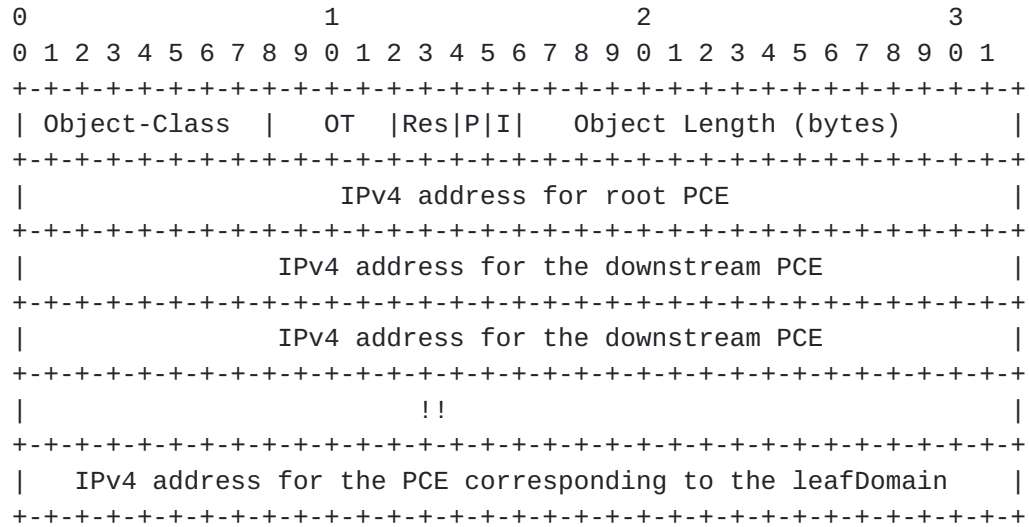 0                   1                   2                   3
0 1 2 3 4 5 6 7 8 9 0 1 2 3 4 5 6 7 8 9 0 1 2 3 4 5 6 7 8 9 0 1
+-+-+-+-+-+-+-+-+-+-+-+-+-+-+-+-+-+-+-+-+-+-+-+-+-+-+-+-+-+-+-+-+
| Object-Class  |   OT  |Res|P|I|   Object Length (bytes)       |
+-+-+-+-+-+-+-+-+-+-+-+-+-+-+-+-+-+-+-+-+-+-+-+-+-+-+-+-+-+-+-+-+
|                    IPv4 address for root PCE                  |
+-+-+-+-+-+-+-+-+-+-+-+-+-+-+-+-+-+-+-+-+-+-+-+-+-+-+-+-+-+-+-+-+
|                IPv4 address for the downstream PCE            |
+-+-+-+-+-+-+-+-+-+-+-+-+-+-+-+-+-+-+-+-+-+-+-+-+-+-+-+-+-+-+-+-+
|                IPv4 address for the downstream PCE            |
+-+-+-+-+-+-+-+-+-+-+-+-+-+-+-+-+-+-+-+-+-+-+-+-+-+-+-+-+-+-+-+-+
|                         !!                                    |
+-+-+-+-+-+-+-+-+-+-+-+-+-+-+-+-+-+-+-+-+-+-+-+-+-+-+-+-+-+-+-+-+
|   IPv4 address for the PCE corresponding to the leafDomain    |
+-+-+-+-+-+-+-+-+-+-+-+-+-+-+-+-+-+-+-+-+-+-+-+-+-+-+-+-+-+-+-+-+